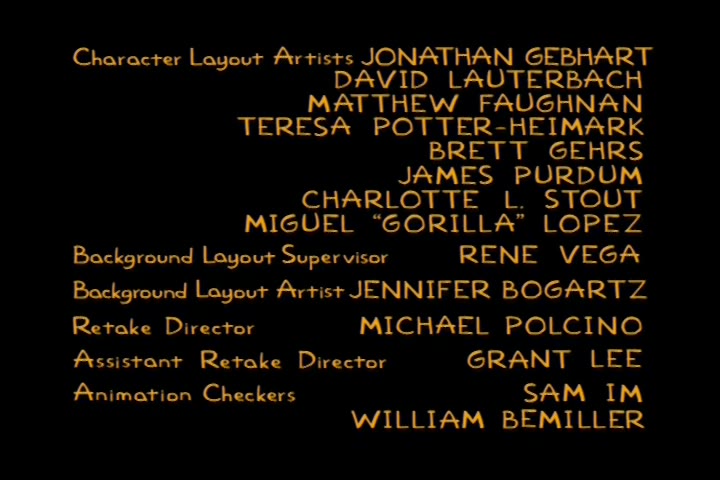 Character Layout Artists JONATHAN GEBHART
DAVID LAUTERBACH
MATTHEW FAUGHNAN
TERESA POTTER-HEIMARK
BRETT GEHRS
JAMES PURDUM
CHARLOTTE L. STOUT
MIGUEL “GORILLA” LOPEZ
Background Layout Supervisor RENE VEGA
Background Layout Artist JENNIFER BOGARTZ
Retake Director MICHAEL POLCINO
Assistant Retake Director GRANT LEE
Animation Checkers SAM IM
WILLIAM BEMILLER